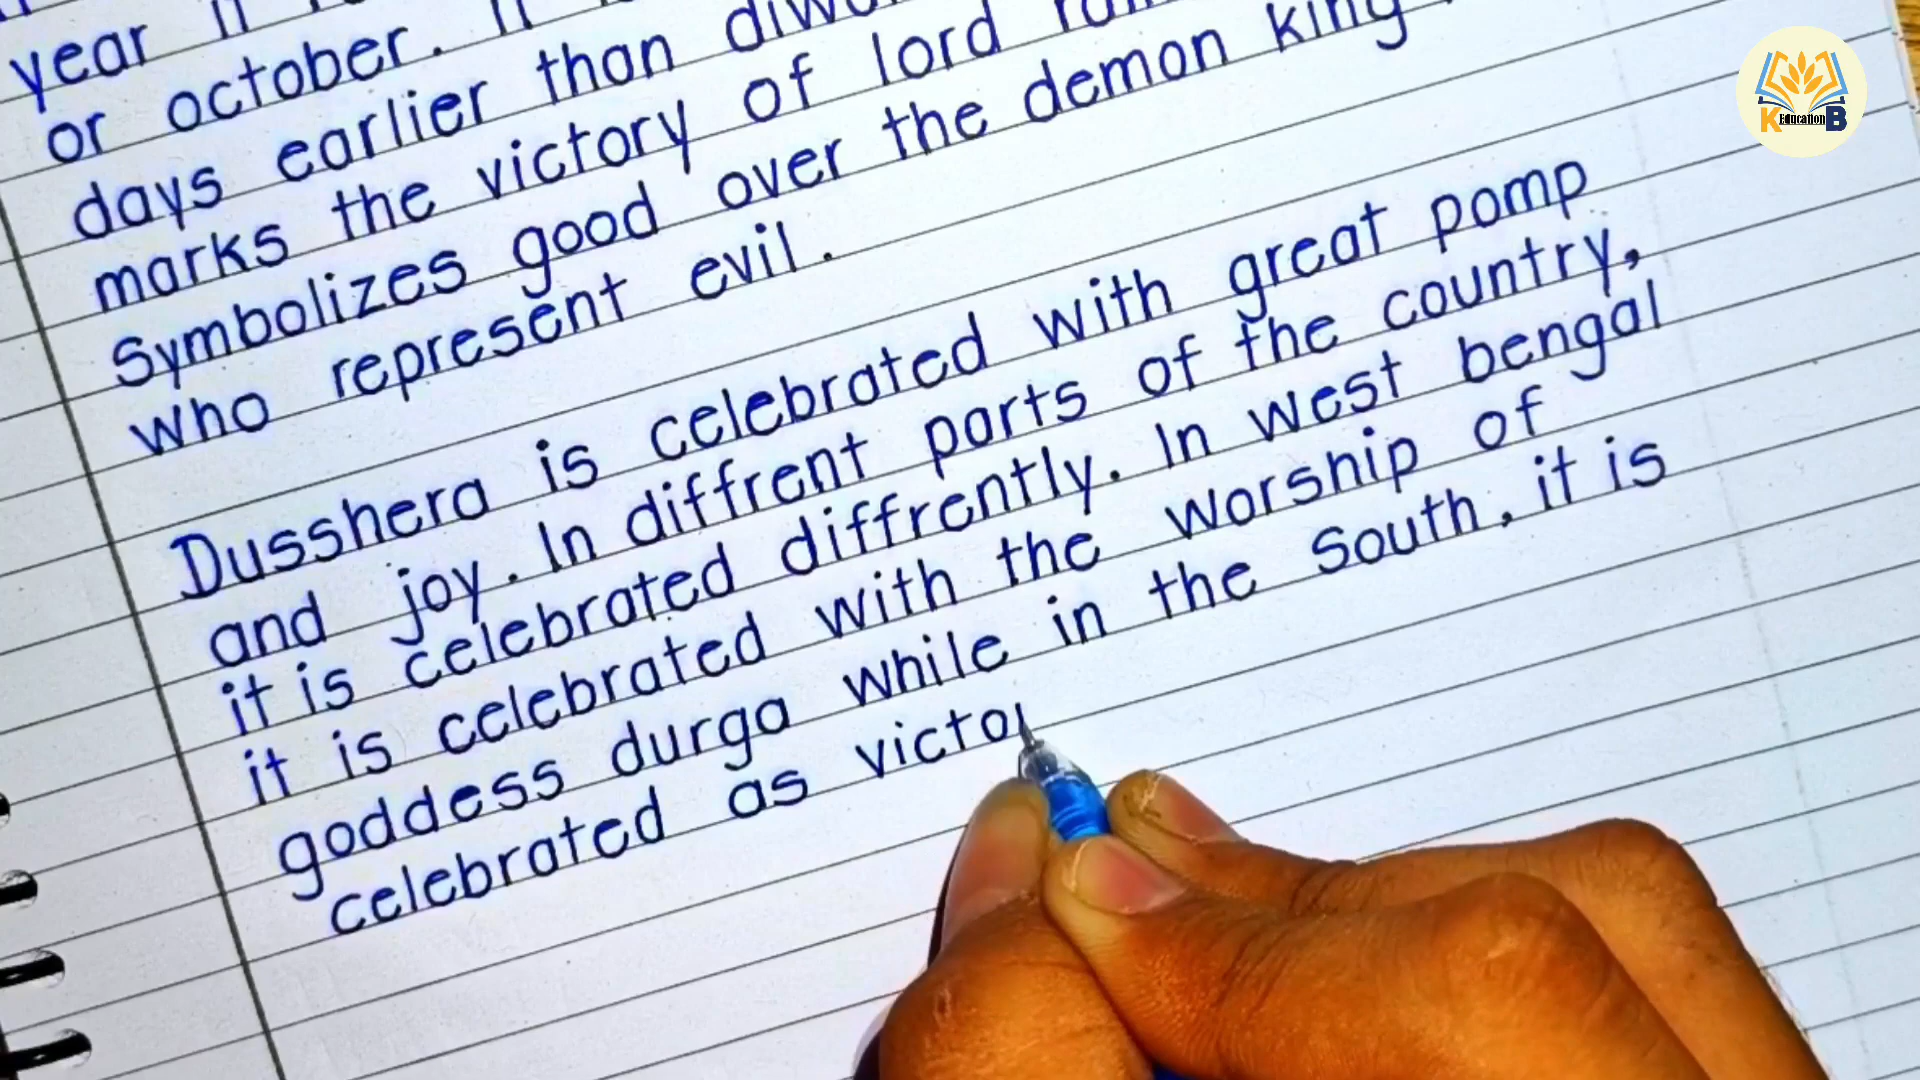 year
or october.
days earlier than
marks the victory of lord
Symbolizes good over the demon king
who represent evil.
Dusshera is celebrated with great pomp
and joy. In diffrent parts of the country,
it is celebrated diffrently. In west bengal
it is celebrated with the worship of
goddess durga while in the South, it is
celebrated as victo
K Education B